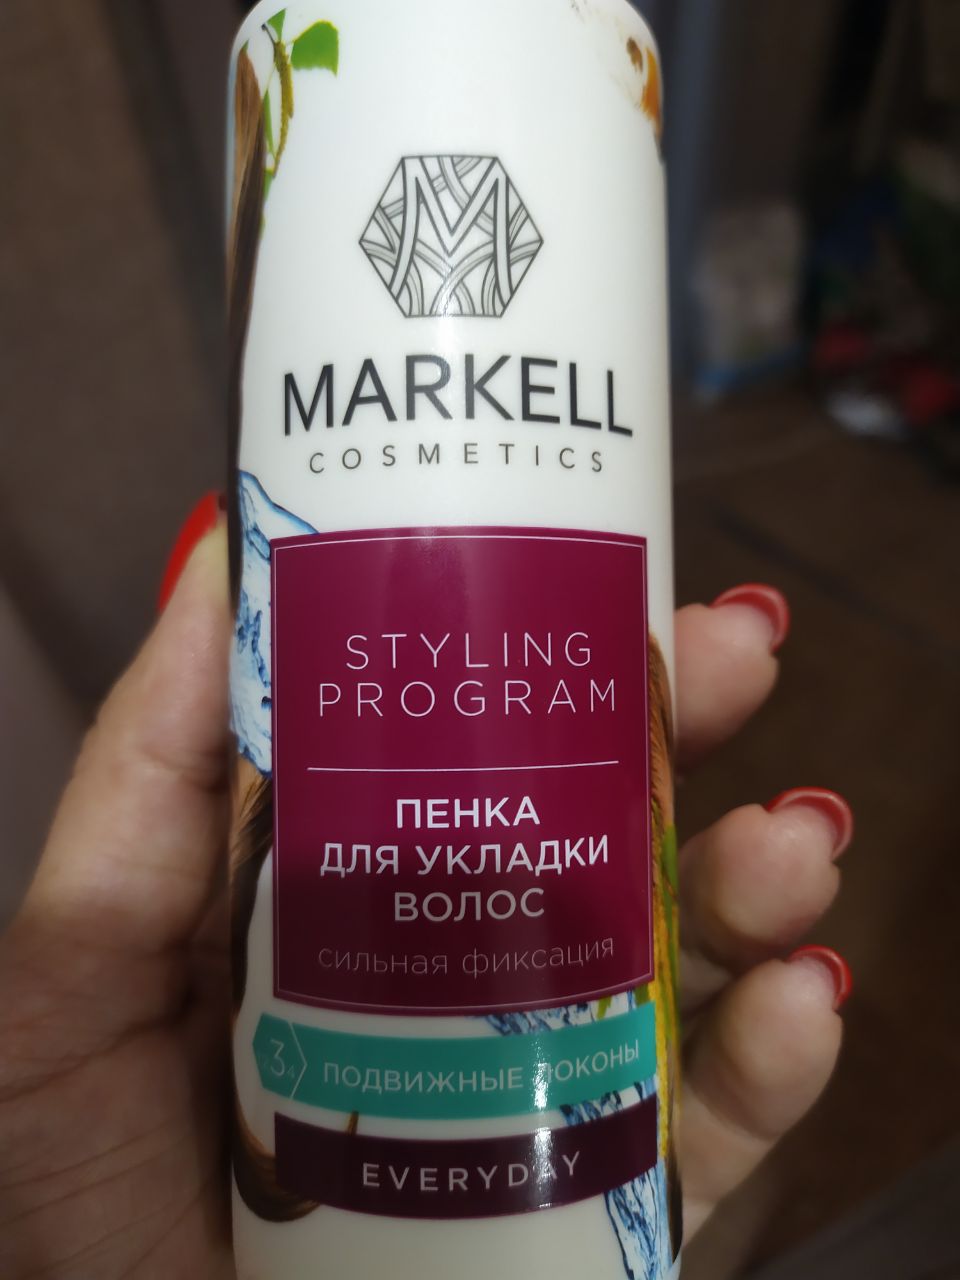 MARKELL
COSMETICS
STYLING
PROGRAM
ПЕНКА
ДЛЯ УКЛАДКИ
ВОЛОС
сильная фиксация
3 ПОДВИЖНЫЕ ЛОКОНЫ
EVERYDAY